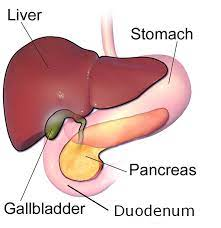 Liver
Stomach
Pancreas
Gallbladder
Duodenum